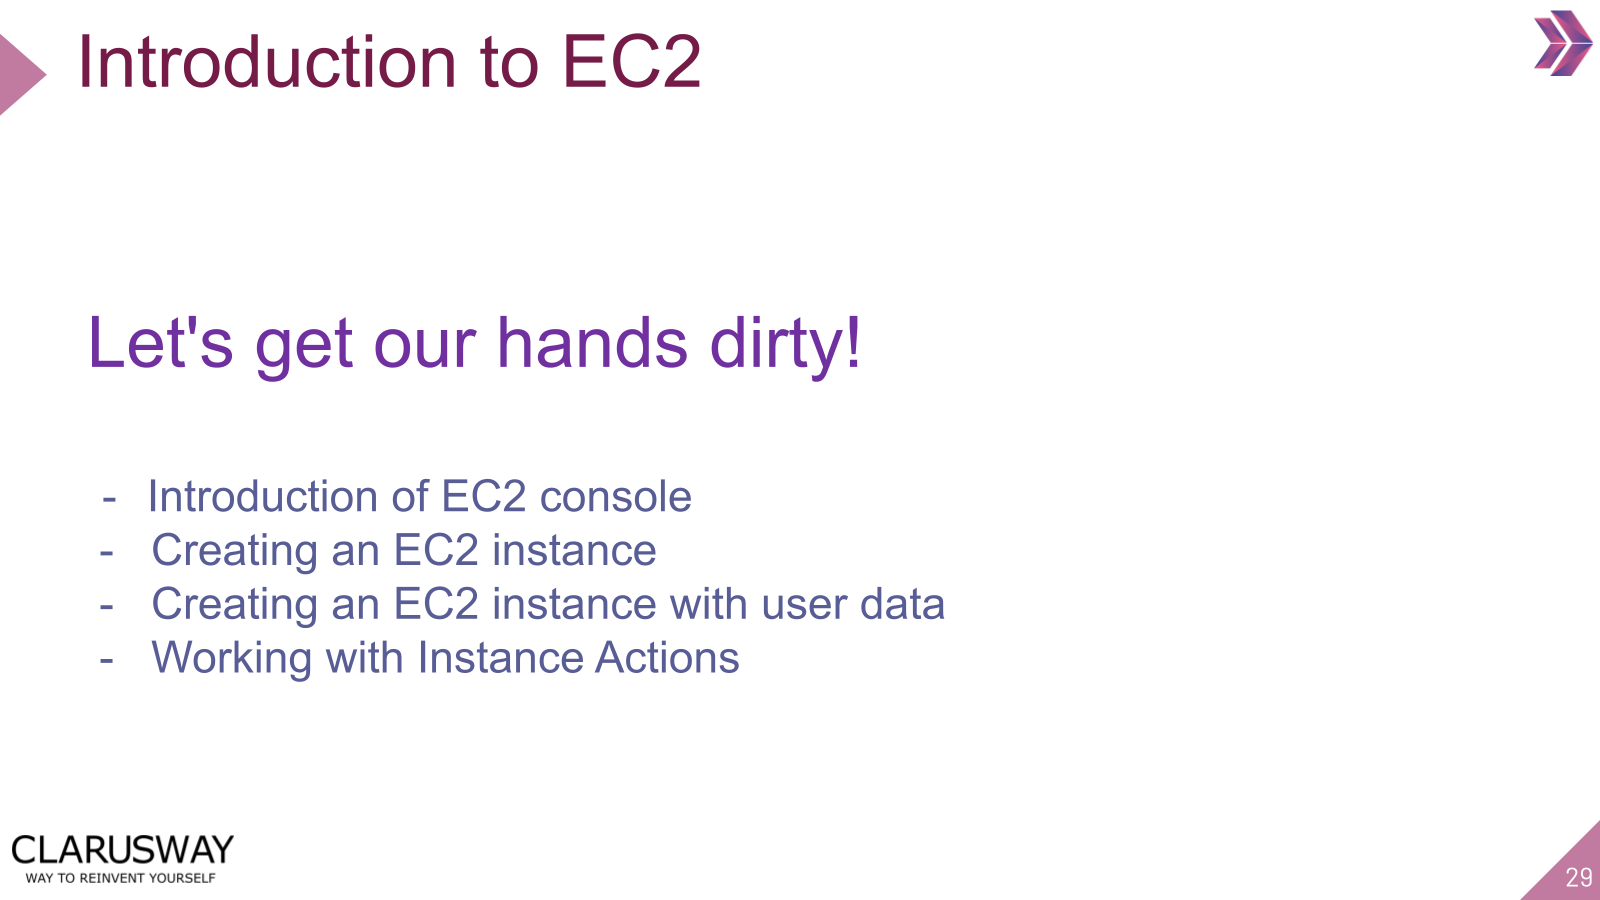 Introduction to EC2
Let's get our hands dirty!
- Introduction of EC2 console
- Creating an EC2 instance
- Creating an EC2 instance with user data
- Working with Instance Actions
CLARUSWAY
WAY TO REINVENT YOURSELF
29